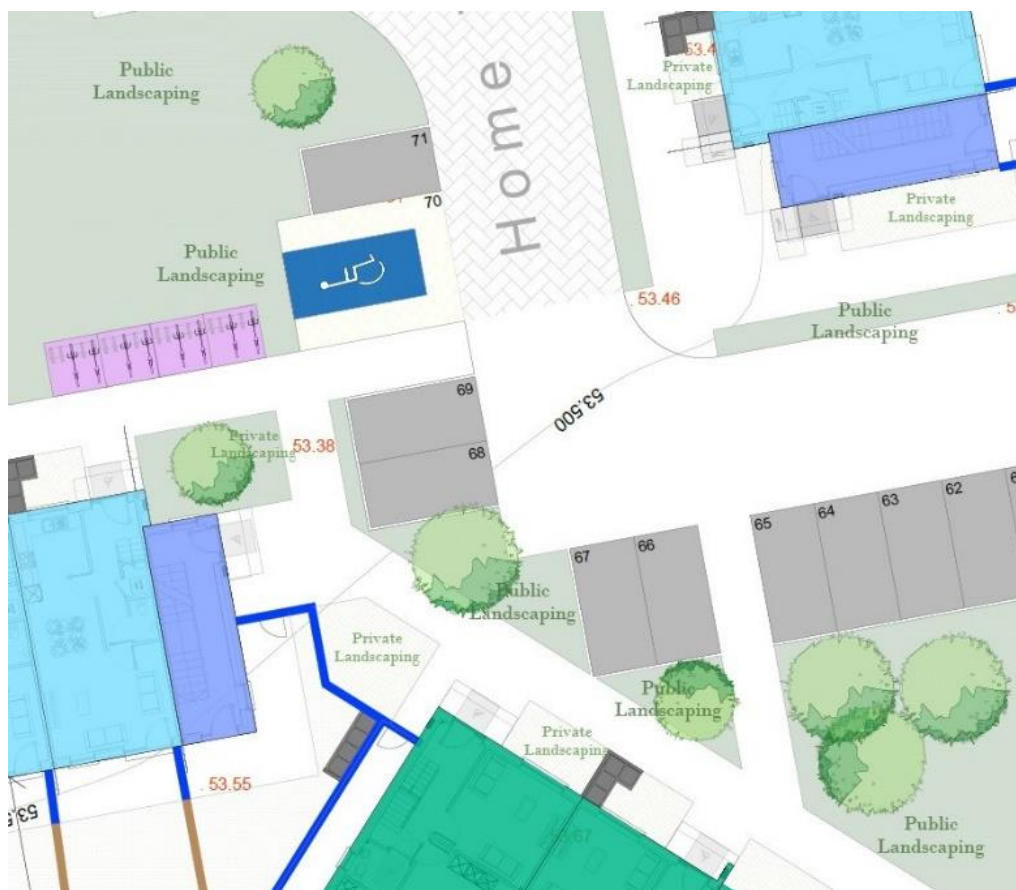 Home
Public
Landscaping
53.4
Private
Landscaping
71
70
Private
Landscaping
Public
Landscaping
53.46
Public
Landscaping
53.500
69
Private
Landscaping
53.38
68
65
64
63
62
67
66
Public
Landscaping
Private
Landscaping
Public
Landscaping
Private
Landscaping
53.55
53.67
Public
Landscaping